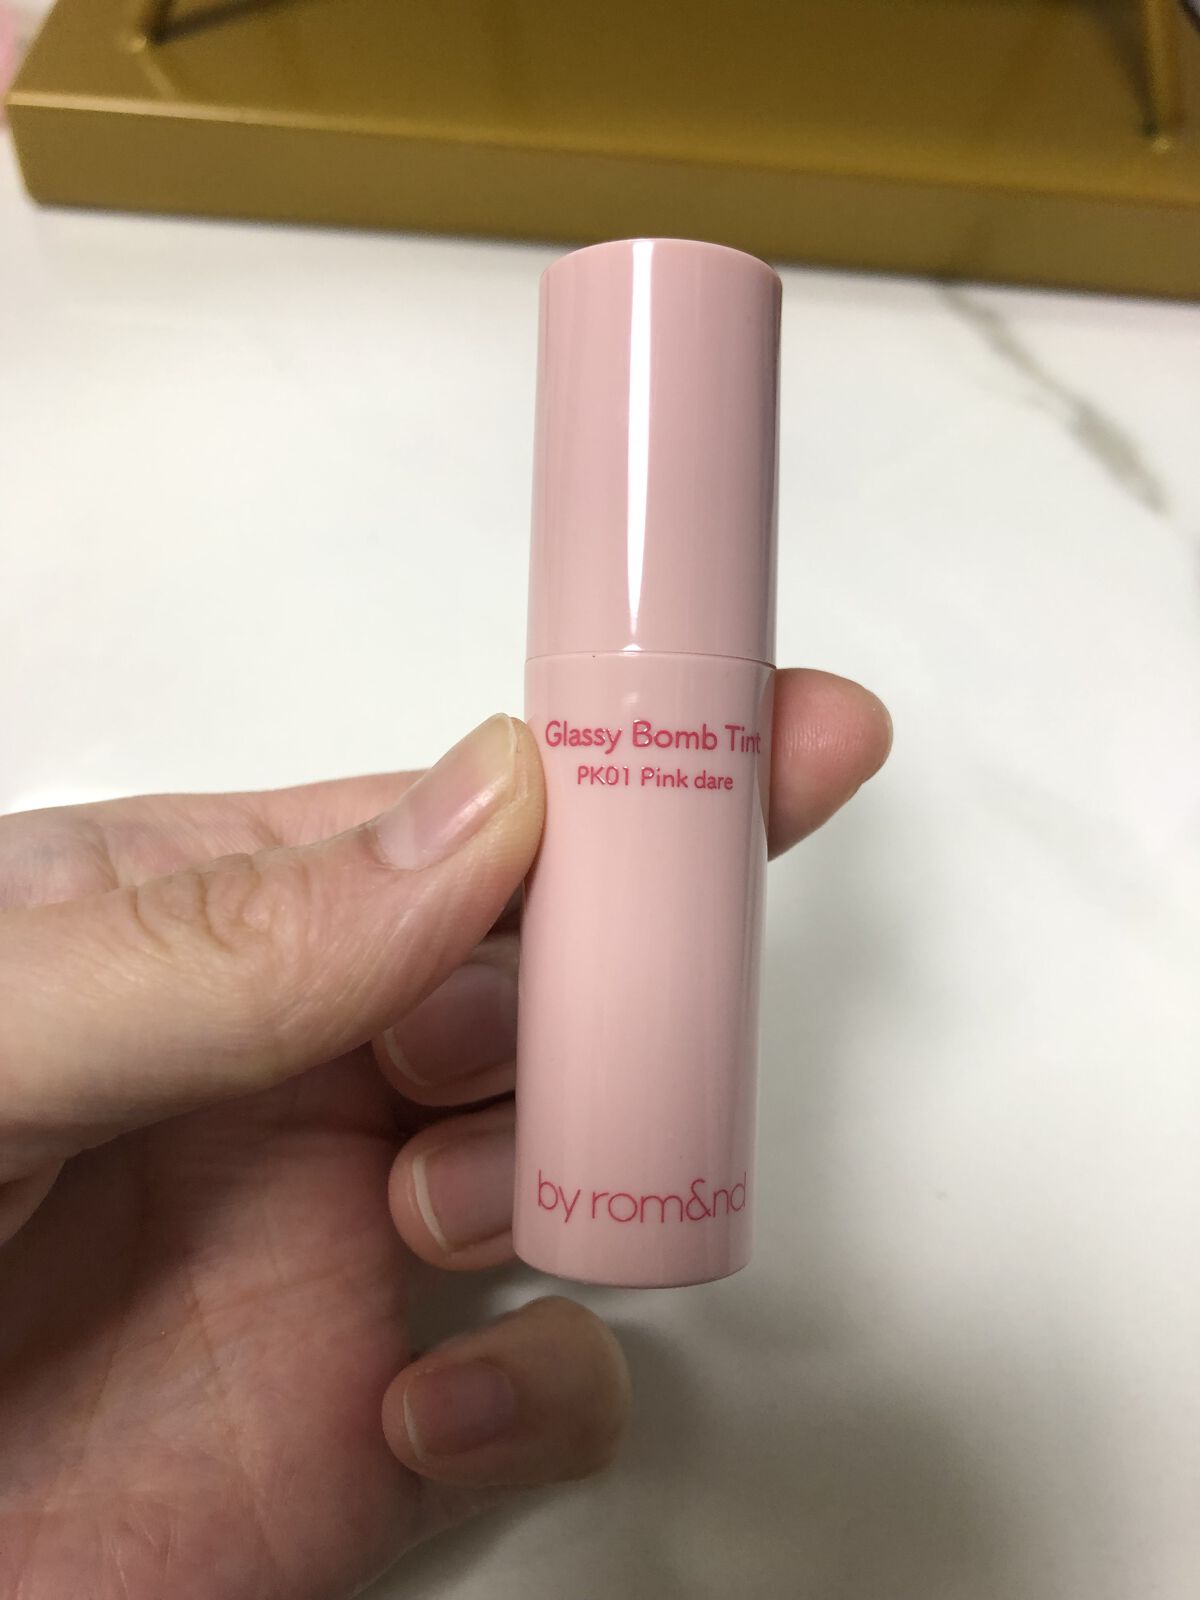 Glassy Bomb Tint
PK01 Pink dare
by rom&nd